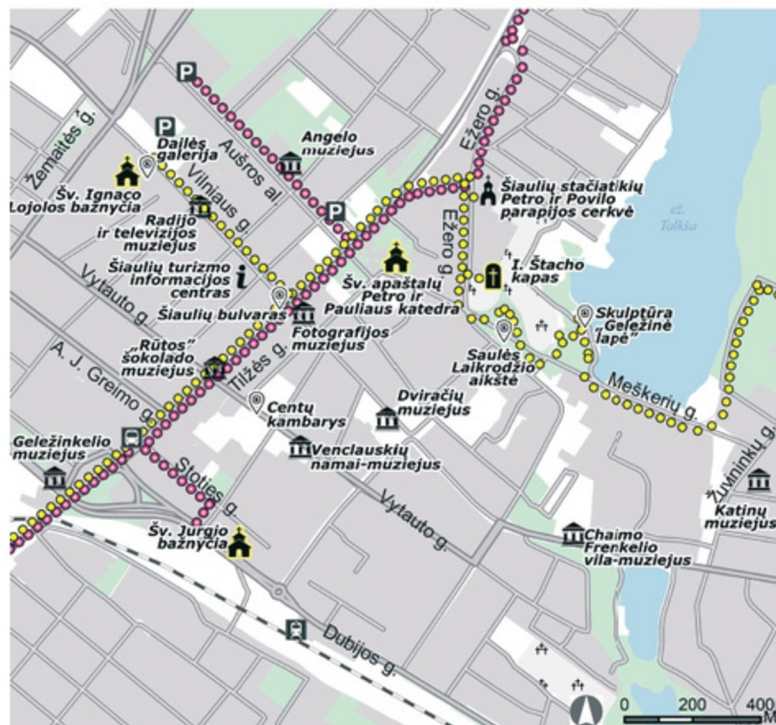 Ežero g.
P
Žemaitės g.
P
Dailės
galerija
Aušros al
Angelo
muziejus
Šv. Ignaco
Lojolos bažnyčia
Vilniaus g.
Radijo
ir televizijos
muziejus
P
Šiaulių stačiatikių
Petro ir Povilo
parapijos cerkvė
ež.
Talkia
Ežero g.
Šiaulių turizmo
informacijos
centras
i
Šv. apaštalų
Petro ir
Pauliaus katedra
I. Štacho
kapas
Vytauto g.
Šiaulių bulvaras
Fotografijos
muziejus
Skulptūra
„Geležinė
lapė"
Saulės
Laikrodžio
aikštė
„Rūtos"
šokolado
muziejus
Tilžės g.
A. J. Greimo g.
Meškerių g.
Centų
kambarys
Dviračių
muziejus
Geležinkelio
muziejus
Venclauskių
namai-muziejus
Stoties g.
Vytauto g.
Žuvininkų g.
Katinų
muziejus
Šv. Jurgio
bažnyčia
Chaimo
Frenkelio
vila-muziejus
Dubijos g.
0 200 400
M